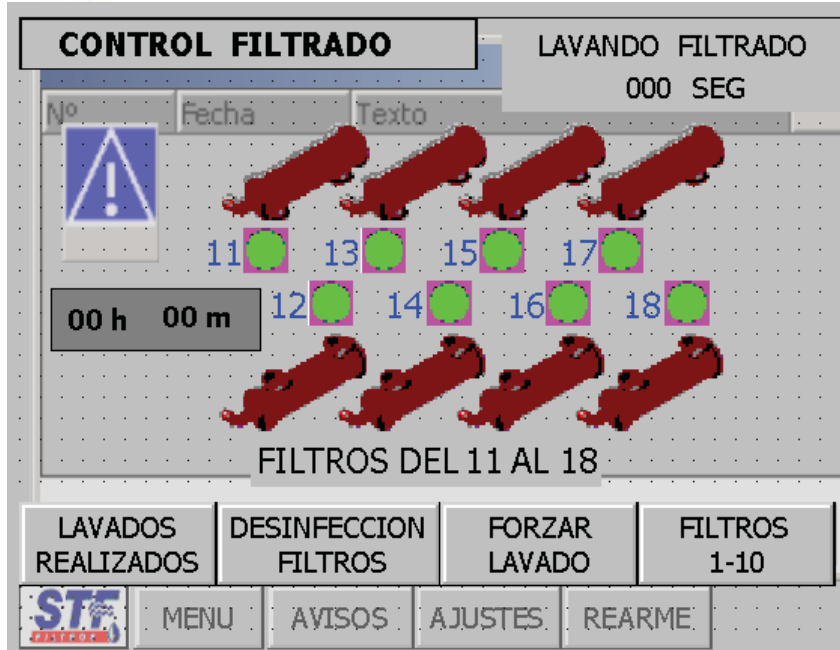 CONTROL FILTRADO
LAVANDO FILTRADO
000 SEG
Nº Fecha Texto
11 13 15 17
12 14 16 18
00 h 00 m
FILTROS DEL 11 AL 18
LAVADOS REALIZADOS
DESINFECCION FILTROS
FORZAR LAVADO
FILTROS 1-10
STF
FILTROS
MENU AVISOS AJUSTES REARME